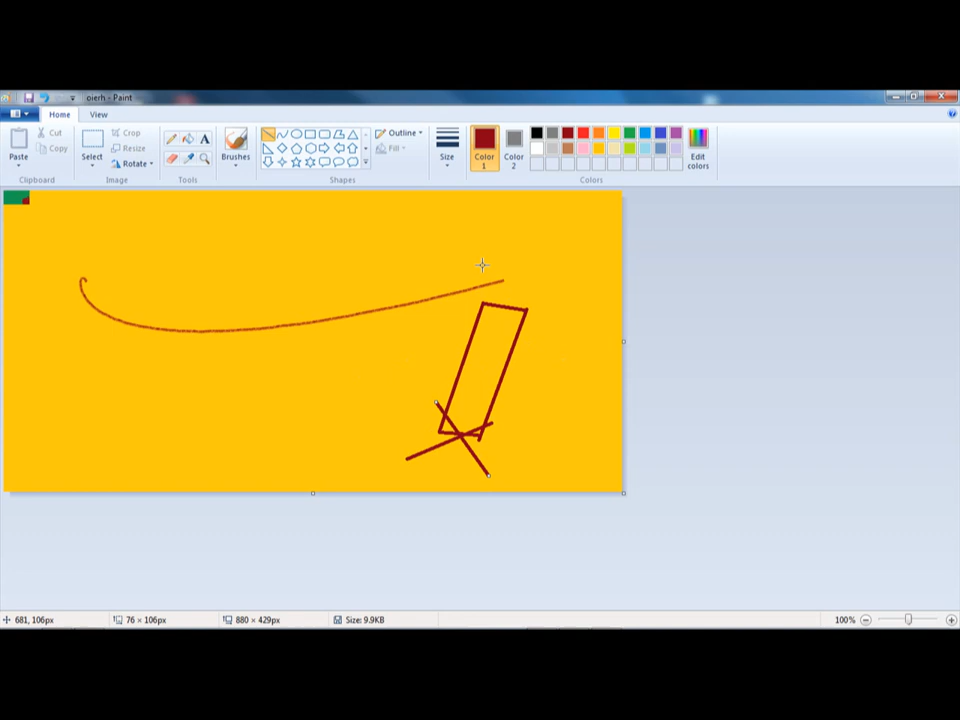 oierh - Paint
Home View
Paste
Cut
Copy
Clipboard
Select
Crop
Resize
Rotate
Image
A
Tools
Brushes
Outline
Fill
Shapes
Size
Color 1
Color 2
Edit colors
Colors
681, 106px
76 × 106px
880 × 429px
Size: 9.9KB
100%